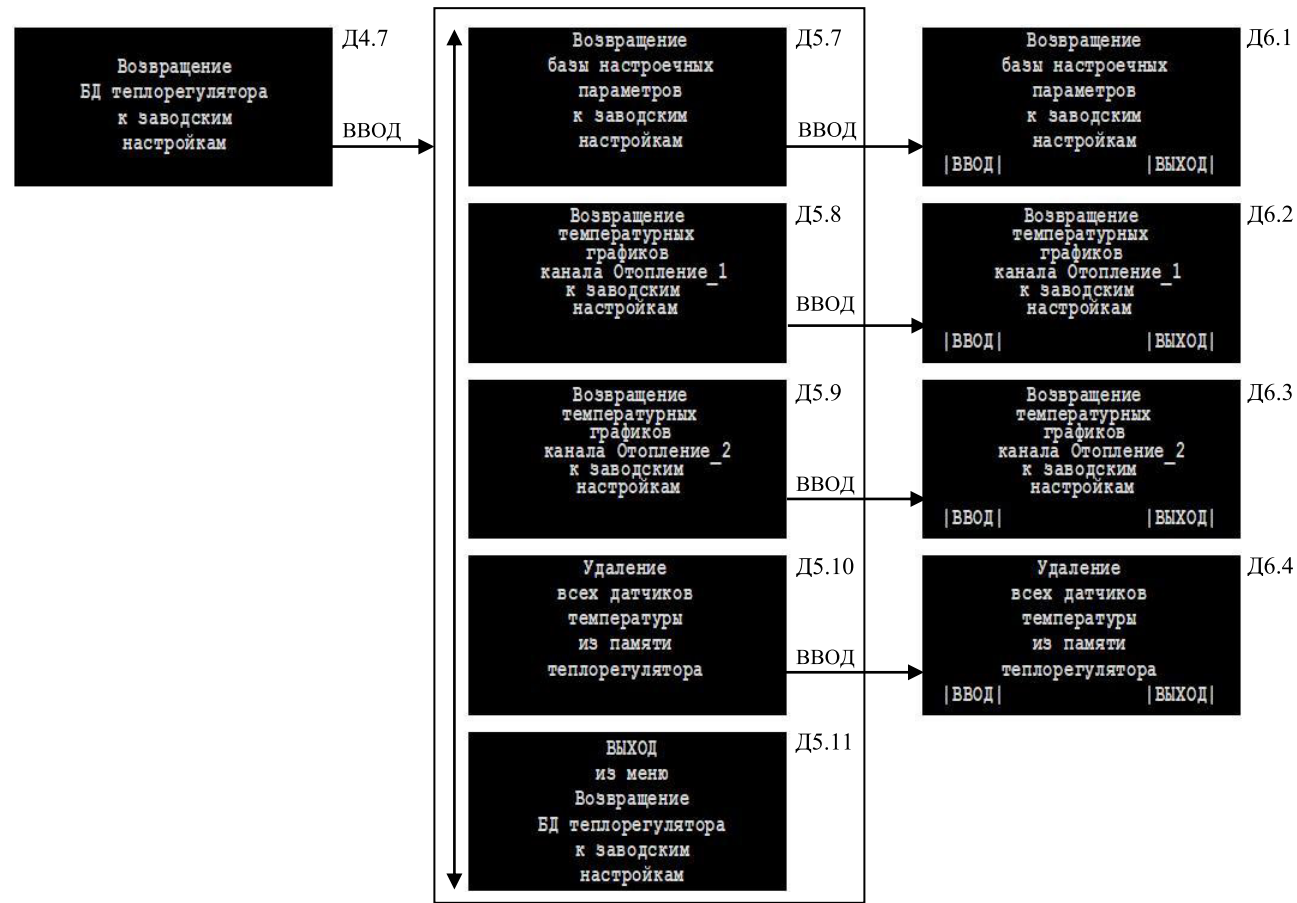 Д4.7
Возвращение
БД теплорегулятора
к заводским
настройкам
ВВОД
Д5.7
Возвращение
базы настроечных
параметров
к заводским
настройкам
ВВОД
Д6.1
Возвращение
базы настроечных
параметров
к заводским
настройкам
|ВВОД| |ВЫХОД|
Д5.8
Возвращение
температурных
графиков
канала Отопление_1
к заводским
настройкам
ВВОД
Д6.2
Возвращение
температурных
графиков
канала Отопление_1
к заводским
настройкам
|ВВОД| |ВЫХОД|
Д5.9
Возвращение
температурных
графиков
канала Отопление_2
к заводским
настройкам
ВВОД
Д6.3
Возвращение
температурных
графиков
канала Отопление_2
к заводским
настройкам
|ВВОД| |ВЫХОД|
Д5.10
Удаление
всех датчиков
температуры
из памяти
теплорегулятора
ВВОД
Д6.4
Удаление
всех датчиков
температуры
из памяти
теплорегулятора
|ВВОД| |ВЫХОД|
Д5.11
ВЫХОД
из меню
Возвращение
БД теплорегулятора
к заводским
настройкам